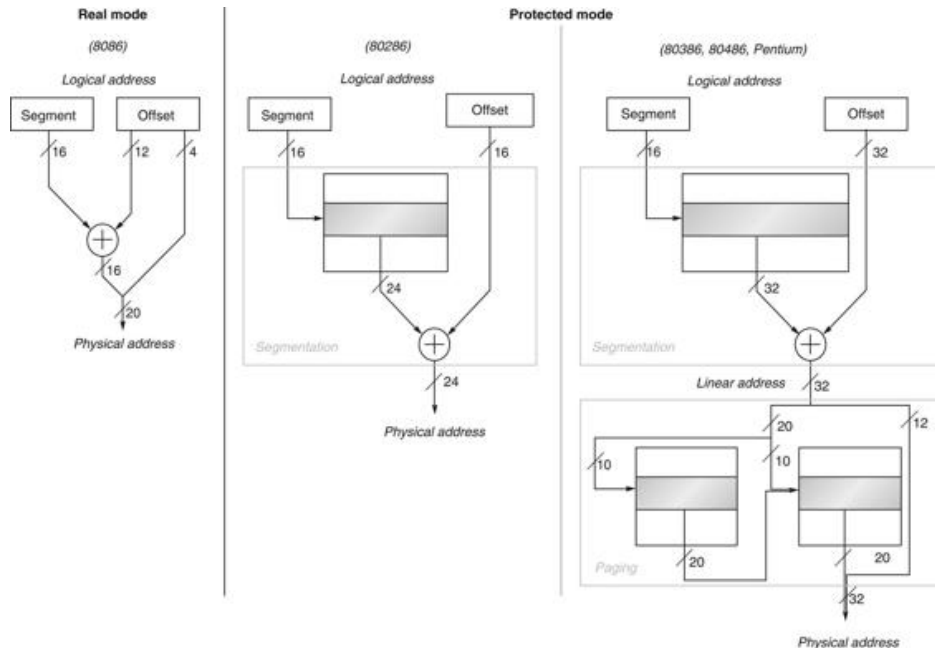 Real mode
Protected mode
(8086)
(80286)
(80386, 80486, Pentium)
Logical address
Logical address
Logical address
Segment
Offset
Segment
Offset
Segment
Offset
16
12
4
16
16
16
32
16
20
Physical address
24
Segmentation
24
Physical address
32
Segmentation
Linear address
32
20
12
10
10
20
20
Paging
32
Physical address